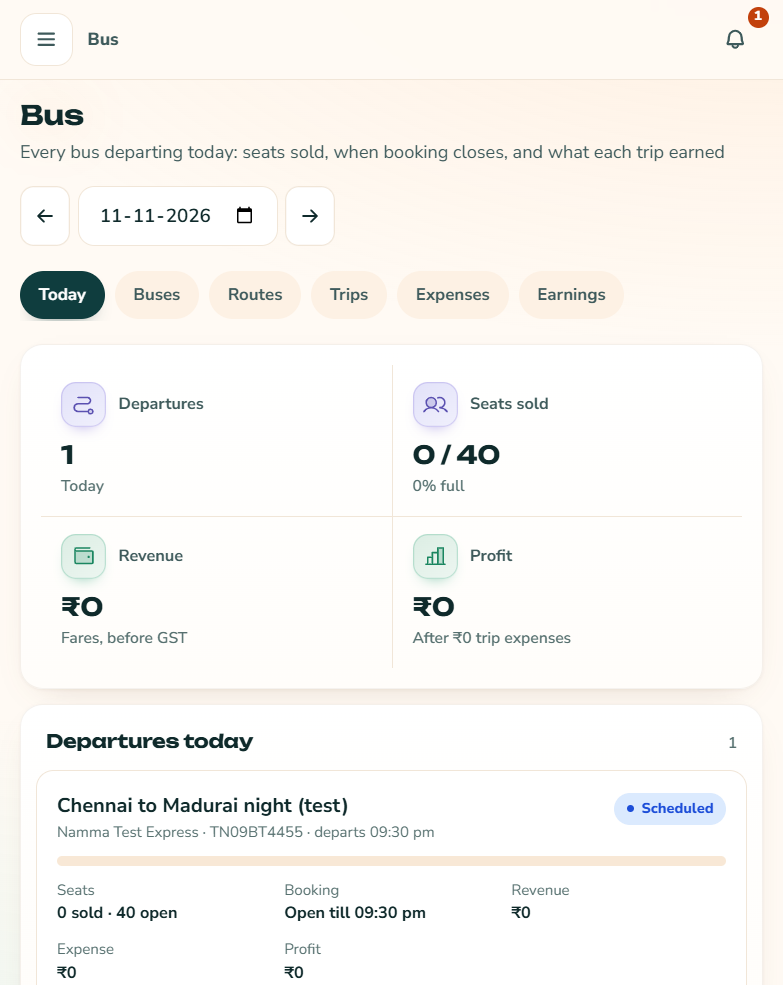 Bus
1
Bus
Every bus departing today: seats sold, when booking closes, and what each trip earned
11-11-2026
Today Buses Routes Trips Expenses Earnings
Departures
1
Today
Seats sold
0 / 40
0% full
Revenue
₹0
Fares, before GST
Profit
₹0
After ₹0 trip expenses
Departures today 1
Chennai to Madurai night (test) Scheduled
Namma Test Express · TN09BT4455 · departs 09:30 pm
Seats Booking Revenue
0 sold · 40 open Open till 09:30 pm ₹0
Expense Profit
₹0 ₹0